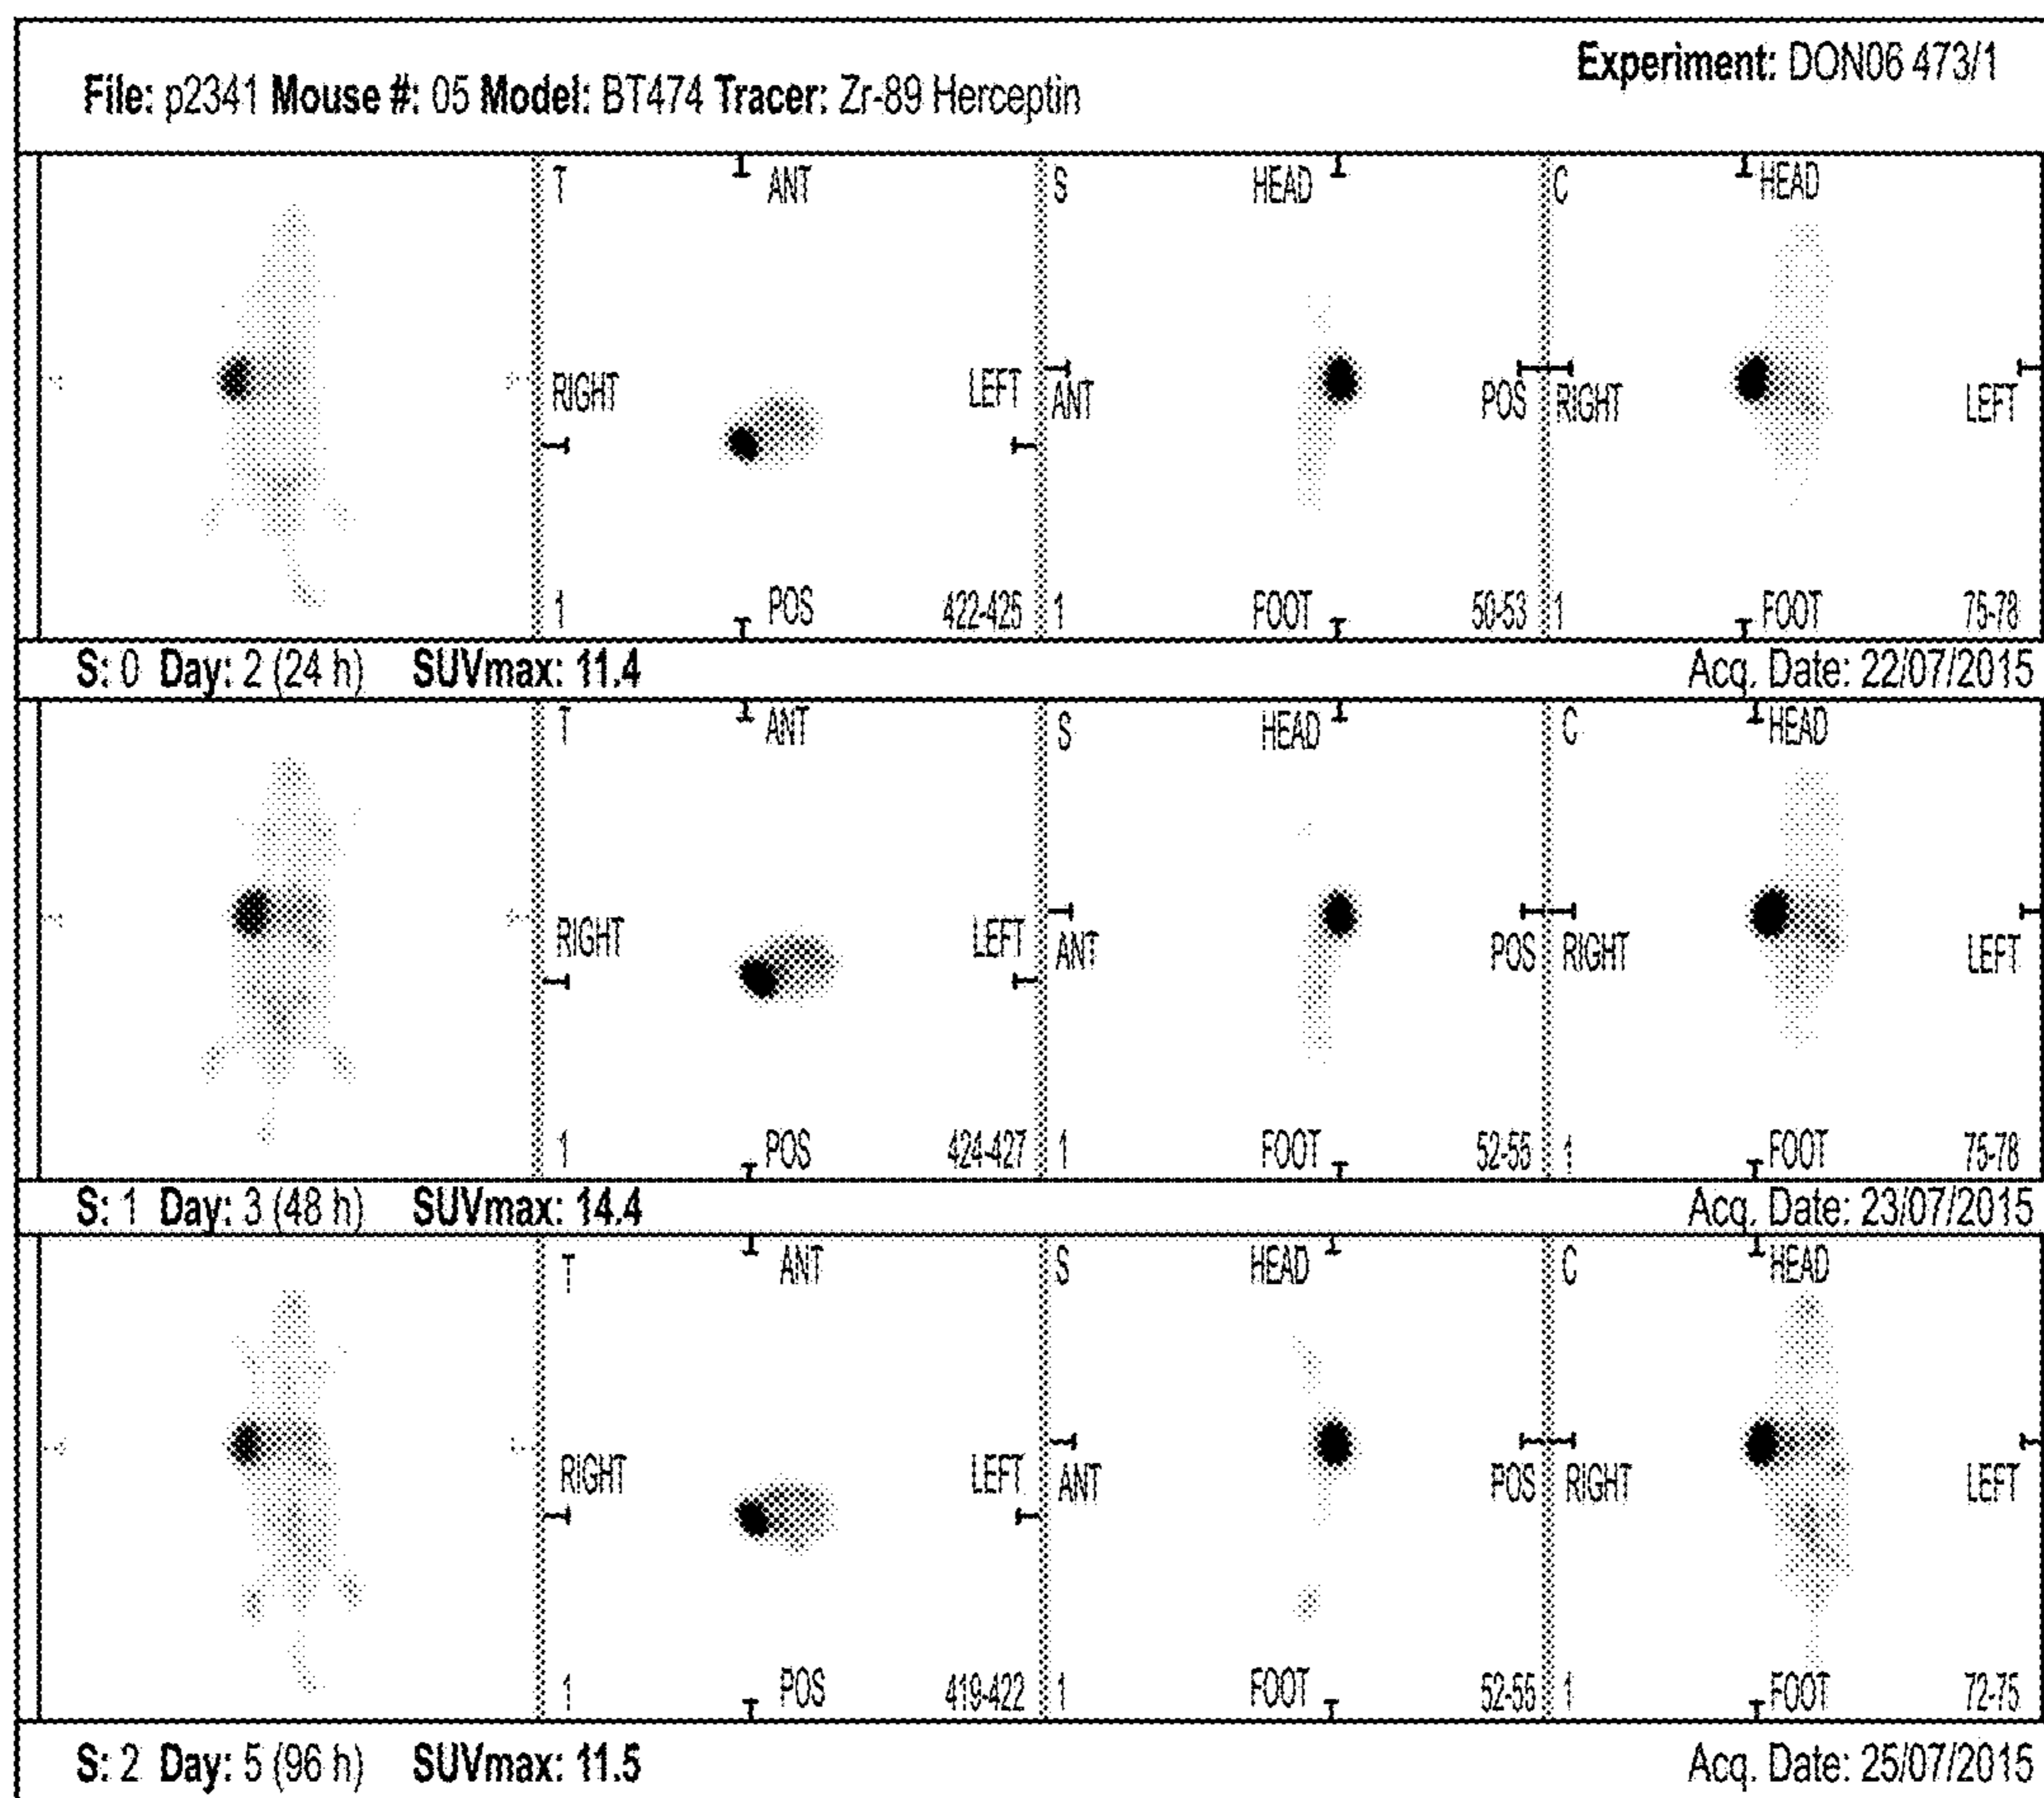 Experiment: DON06 473/1
File: p2341 Mouse #: 05 Model: BT474 Tracer: Zr-89 Herceptin
T ANT S HEAD C HEAD
RIGHT LEFT ANT POS RIGHT LEFT
1 POS 422-425 1 FOOT 50-53 1 FOOT 75-78
S: 0 Day: 2 (24 h) SUVmax: 11.4 Acq. Date: 22/07/2015
T ANT S HEAD C HEAD
RIGHT LEFT ANT POS RIGHT LEFT
1 POS 424-427 1 FOOT 52-55 1 FOOT 75-78
S: 1 Day: 3 (48 h) SUVmax: 14.4 Acq. Date: 23/07/2015
T ANT S HEAD C HEAD
RIGHT LEFT ANT POS RIGHT LEFT
1 POS 419-422 1 FOOT 52-55 1 FOOT 72-75
S: 2 Day: 5 (96 h) SUVmax: 11.5 Acq. Date: 25/07/2015